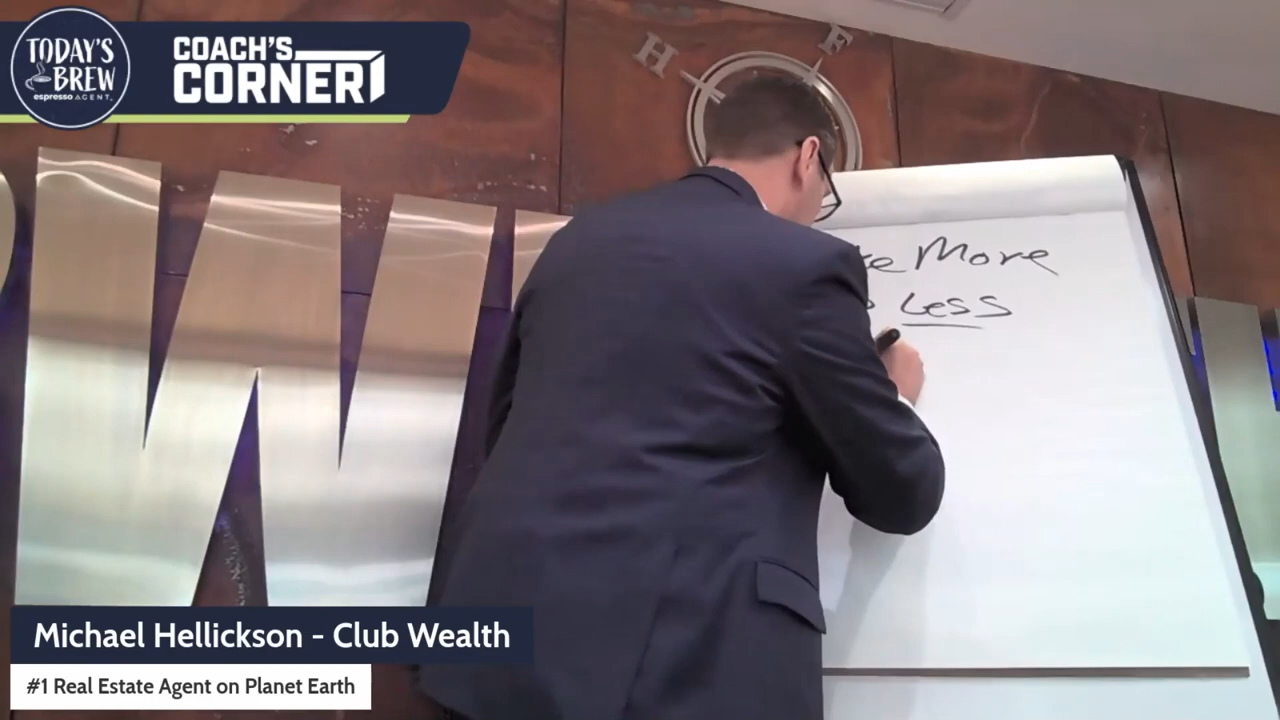 TODAY'S
BREW
espresso AGENT
COACH'S
CORNER
H
F
W
More
Less
Michael Hellickson - Club Wealth
#1 Real Estate Agent on Planet Earth